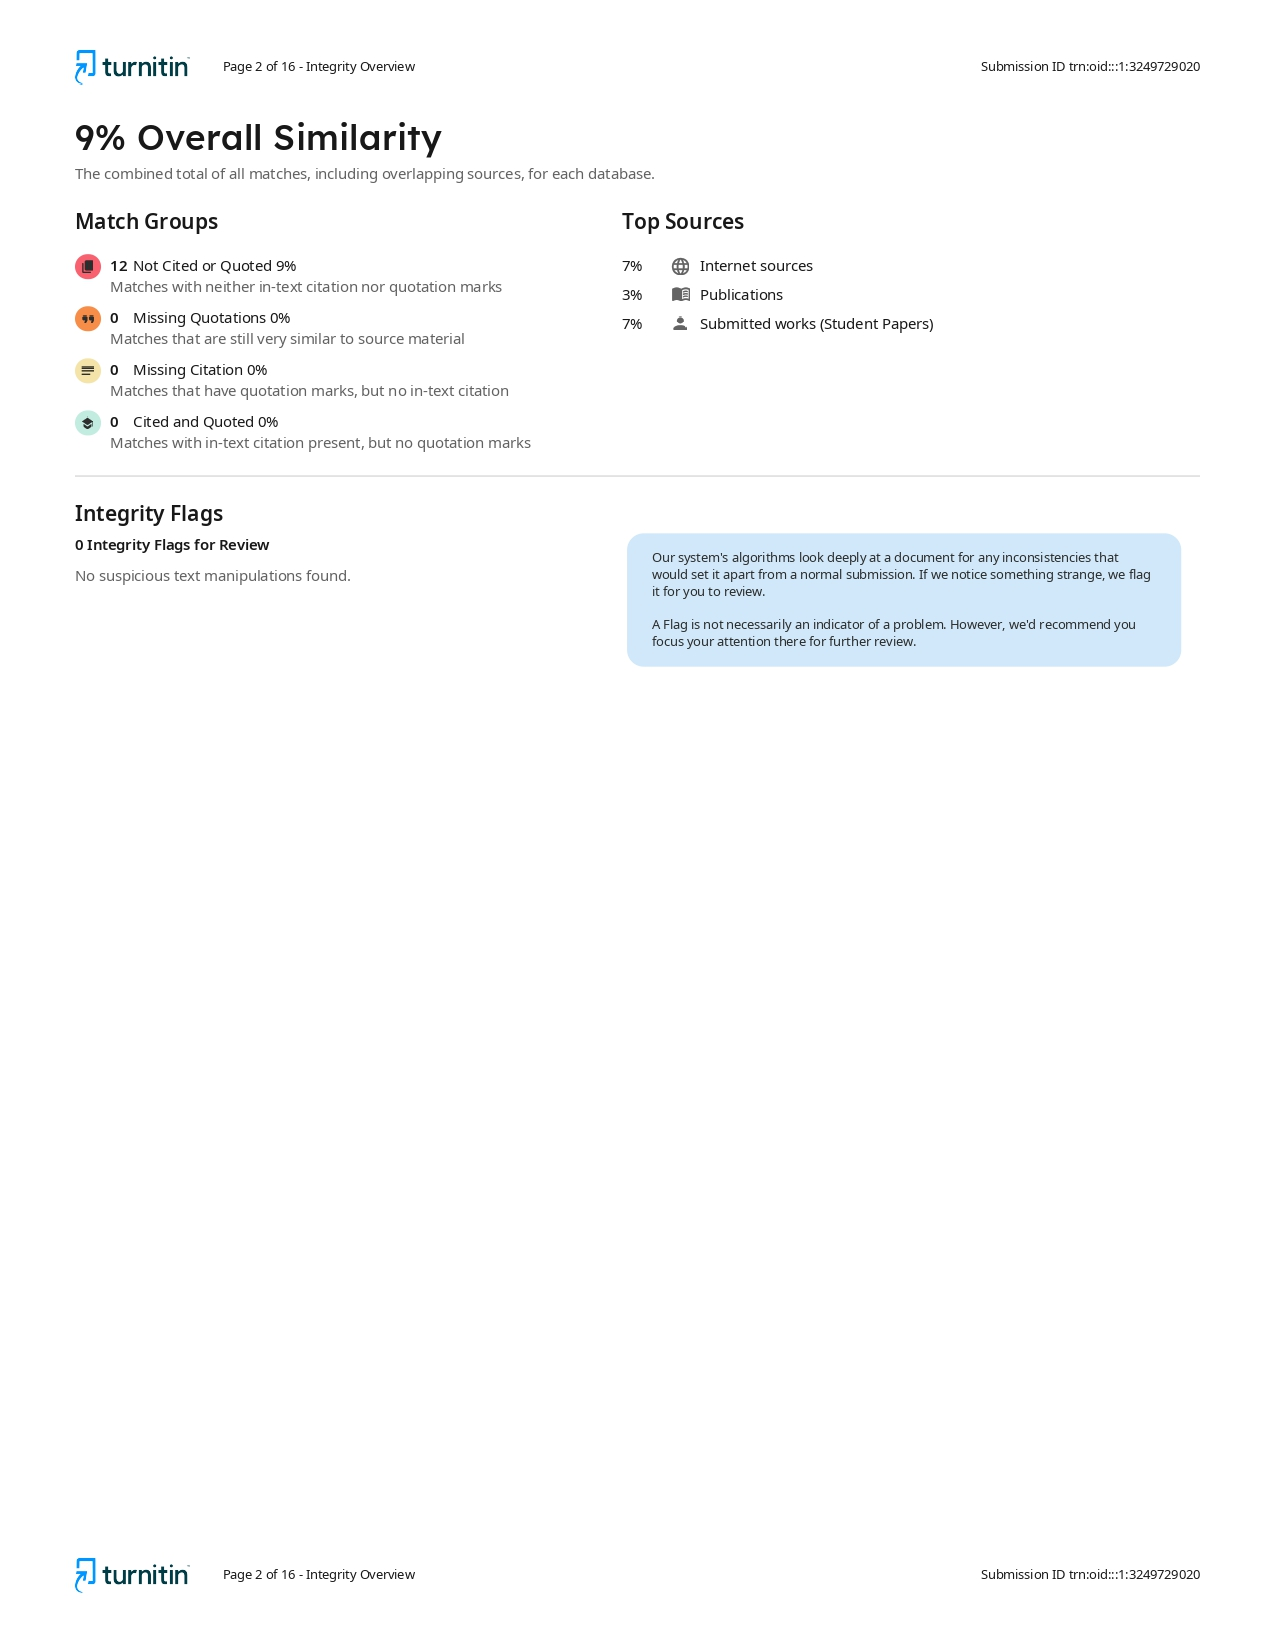 turnitin
Page 2 of 16 - Integrity Overview
Submission ID trn:oid:::1:3249729020
9% Overall Similarity
The combined total of all matches, including overlapping sources, for each database.
Match Groups
12 Not Cited or Quoted 9%
Matches with neither in-text citation nor quotation marks
0 Missing Quotations 0%
Matches that are still very similar to source material
0 Missing Citation 0%
Matches that have quotation marks, but no in-text citation
0 Cited and Quoted 0%
Matches with in-text citation present, but no quotation marks
Top Sources
7% Internet sources
3% Publications
7% Submitted works (Student Papers)
Integrity Flags
0 Integrity Flags for Review
No suspicious text manipulations found.
Our system's algorithms look deeply at a document for any inconsistencies that
would set it apart from a normal submission. If we notice something strange, we flag
it for you to review.
A Flag is not necessarily an indicator of a problem. However, we'd recommend you
focus your attention there for further review.
turnitin
Page 2 of 16 - Integrity Overview
Submission ID trn:oid:::1:3249729020